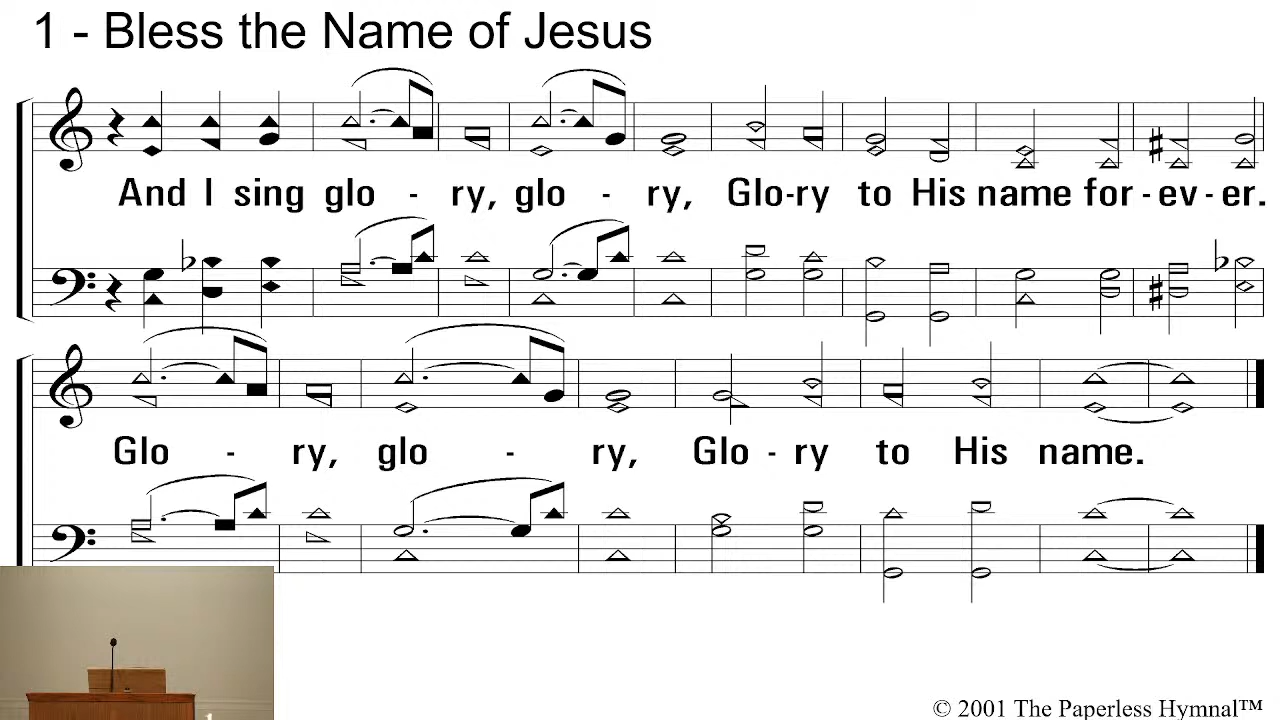 1 - Bless the Name of Jesus
And I sing glo - ry, glo - ry, Glo-ry to His name for-ev-er.
Glo - ry, glo - ry, Glo - ry to His name.
© 2001 The Paperless Hymnal™